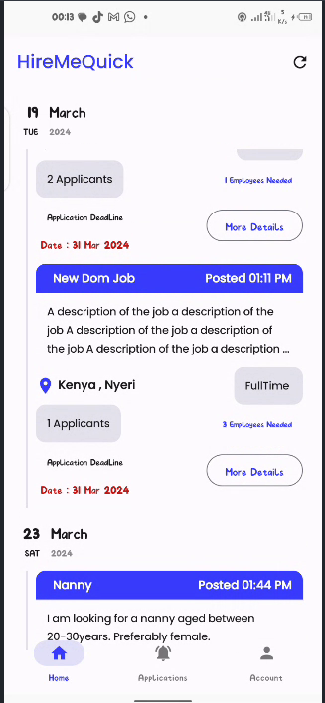 00:13
5
K/s
HireMeQuick
19 March
TUE 2024
2 Applicants
1 Employees Needed
Application DeadLine
More Details
Date : 31 Mar 2024
New Dom Job Posted 01:11 PM
A description of the job a description of the
job A description of the job a description of
the job A description of the job a description ...
Kenya , Nyeri
FullTime
1 Applicants
3 Employees Needed
Application DeadLine
More Details
Date : 31 Mar 2024
23 March
SAT 2024
Nanny Posted 01:44 PM
I am looking for a nanny aged between
20-30years. Preferably female.
Home Applications Account